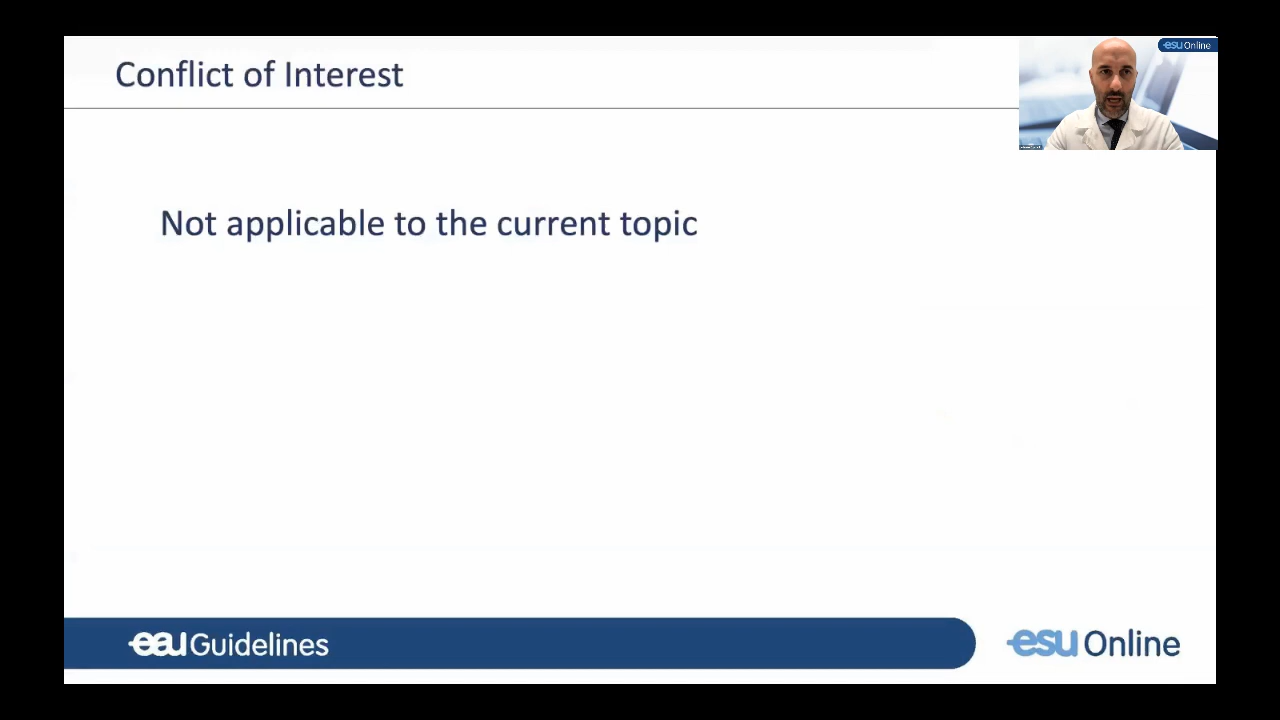 Conflict of Interest
esu Online
Not applicable to the current topic
eau Guidelines
esu Online